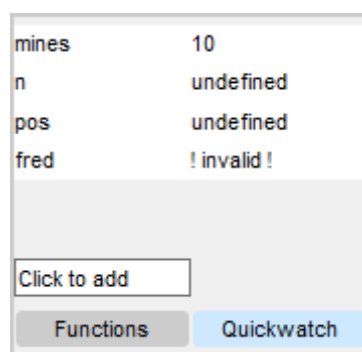 mines 10
n undefined
pos undefined
fred ! invalid !
Click to add
Functions Quickwatch